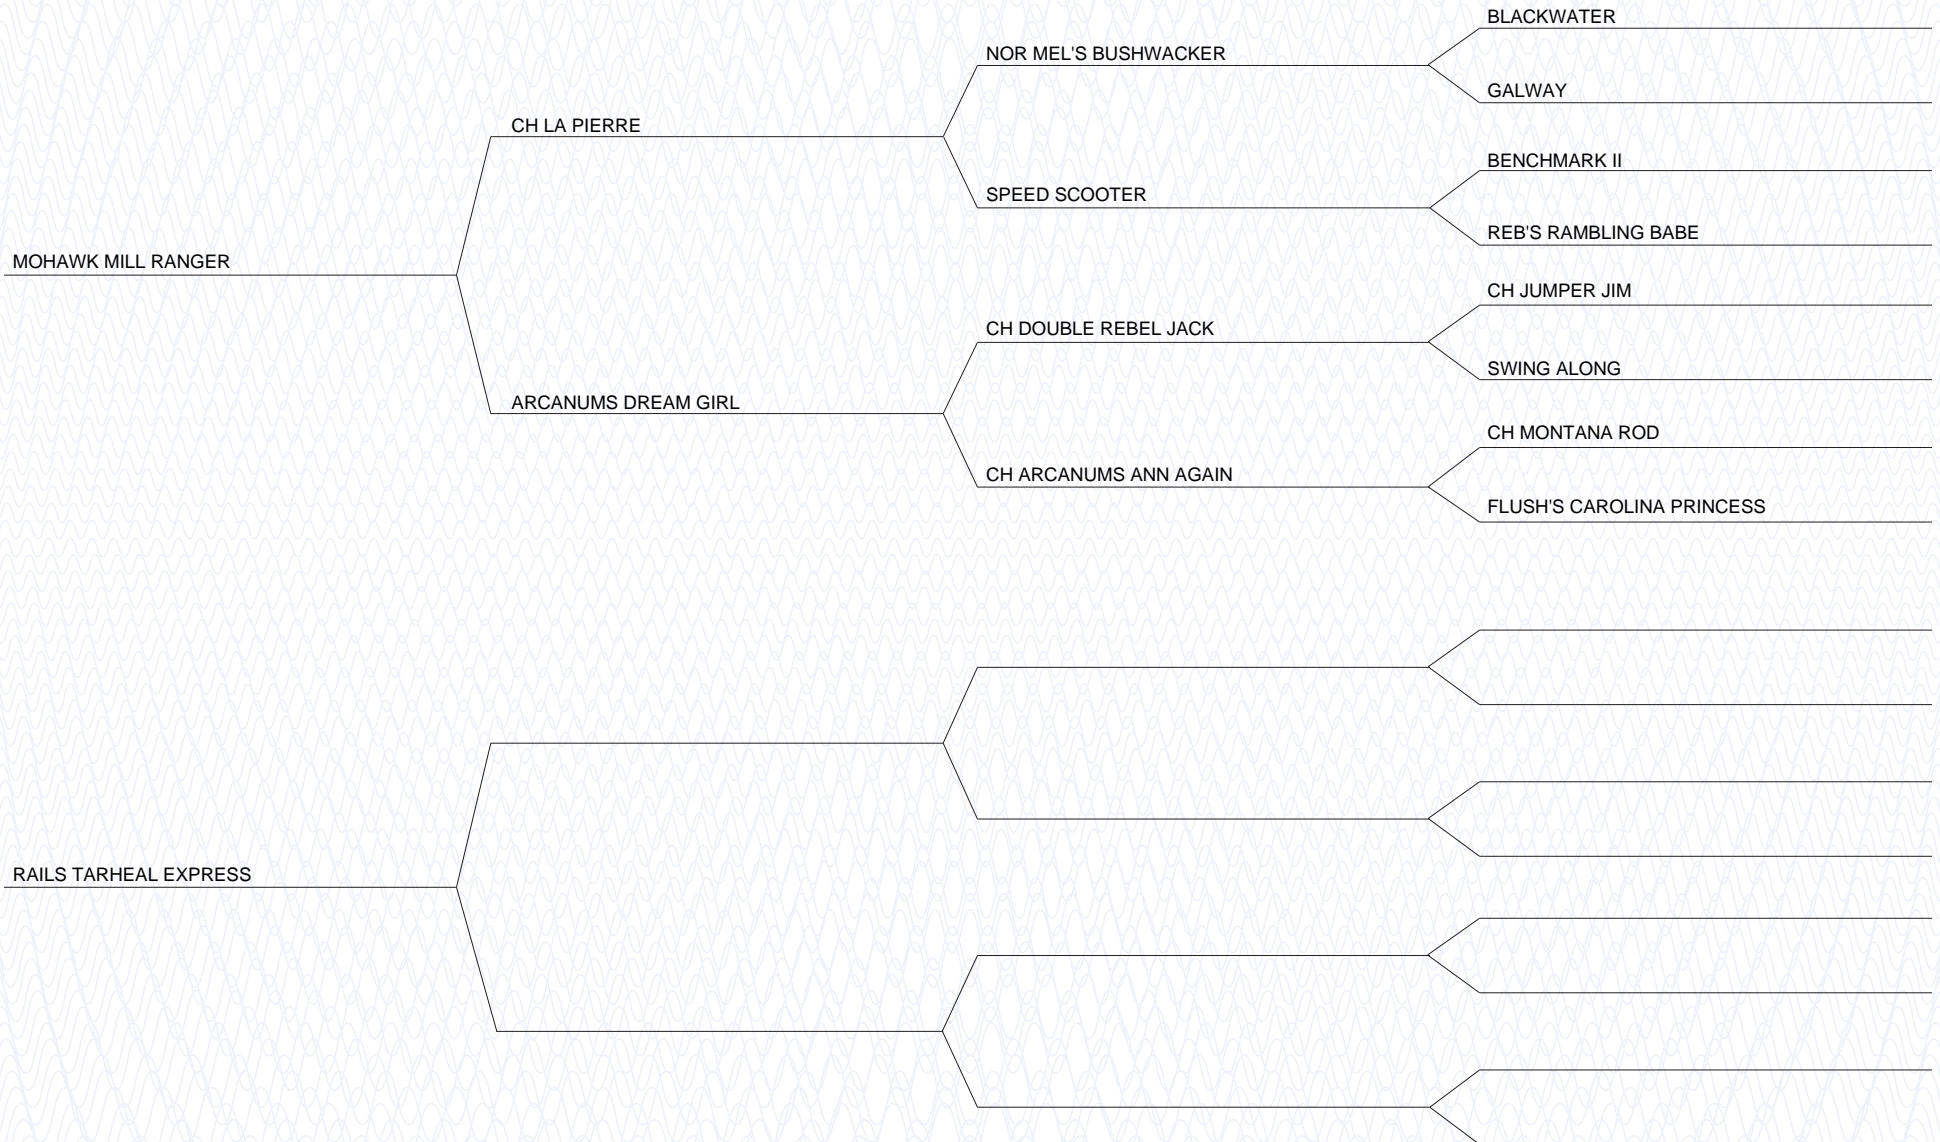 BLACKWATER
NOR MEL'S BUSHWACKER
GALWAY
CH LA PIERRE
BENCHMARK II
SPEED SCOOTER
REB'S RAMBLING BABE
MOHAWK MILL RANGER
CH JUMPER JIM
CH DOUBLE REBEL JACK
SWING ALONG
ARCANUMS DREAM GIRL
CH MONTANA ROD
CH ARCANUMS ANN AGAIN
FLUSH'S CAROLINA PRINCESS
RAILS TARHEAL EXPRESS